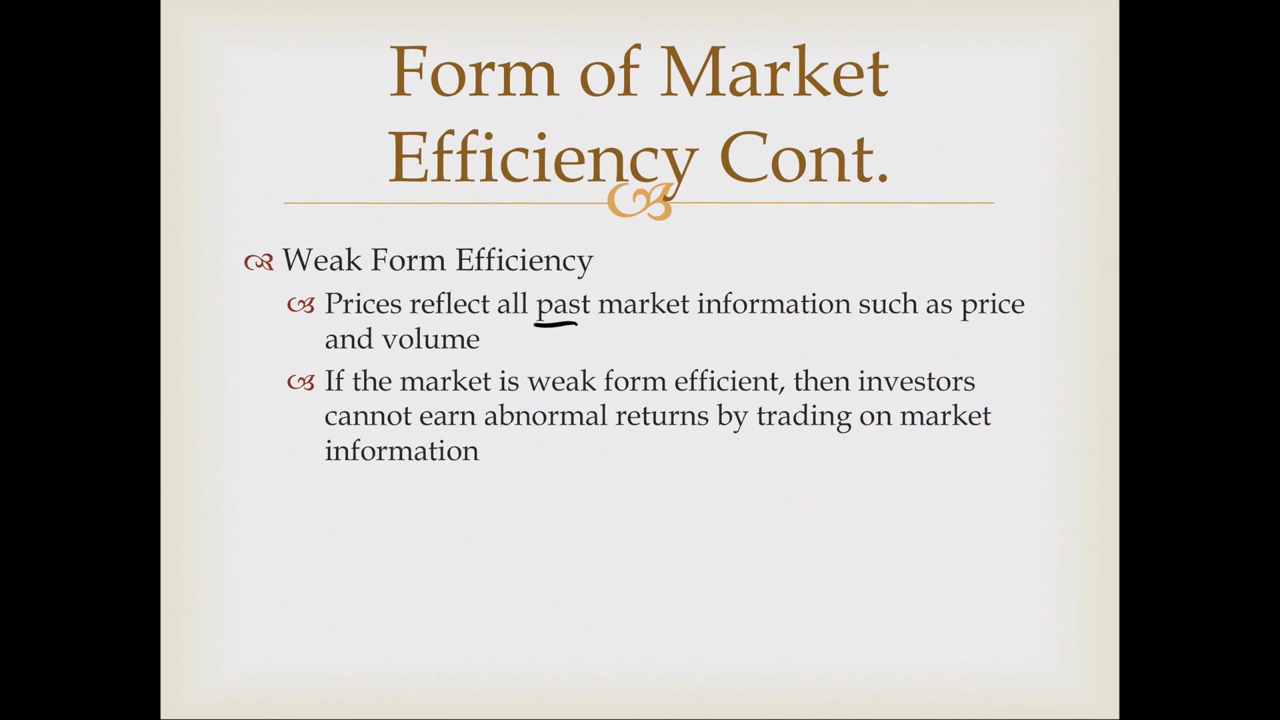 Form of Market
Efficiency Cont.
Weak Form Efficiency
Prices reflect all past market information such as price
and volume
If the market is weak form efficient, then investors
cannot earn abnormal returns by trading on market
information